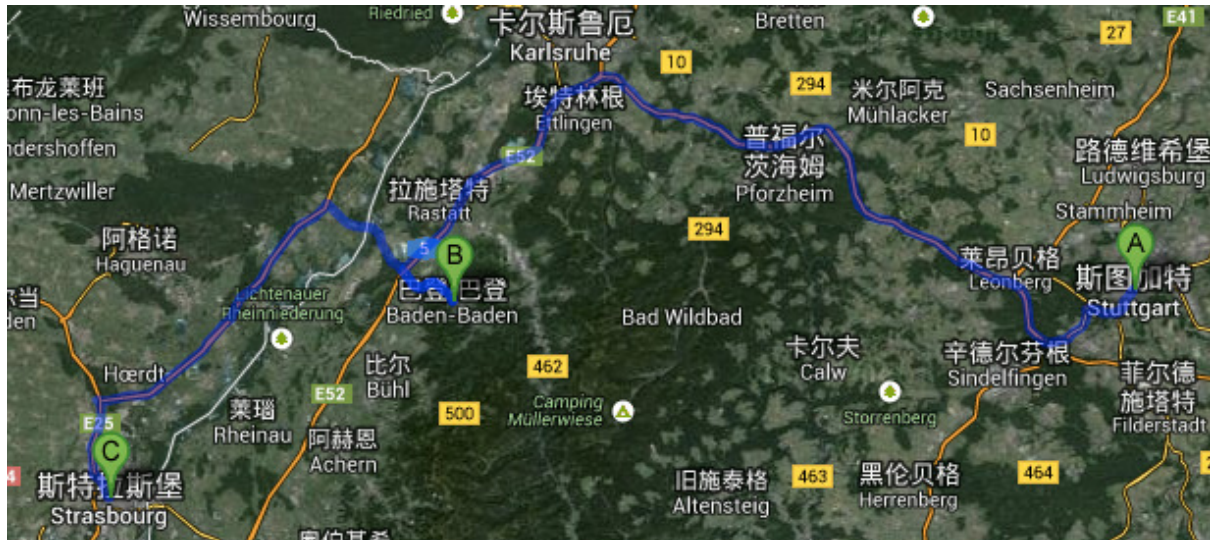 Wissembourg
Riedried
卡尔斯鲁厄
Karlsruhe
Bretten
E41
27
10
294
布龙莱班
onn-les-Bains
埃特林根
Ettlingen
米尔阿克
Mühlacker
Sachsenheim
10
ndershoffen
E52
普福尔
茨海姆
Pforzheim
路德维希堡
Ludwigsburg
Mertzwiller
拉施塔特
Rastatt
Stammheim
阿格诺
Haguenau
5
B
294
莱昂贝格
Leonberg
A
斯图加特
Stuttgart
尔当
den
Lichtenauer
Rheinniederung
巴登巴登
Baden-Baden
Bad Wildbad
Hœrdt
比尔
Bühl
462
卡尔夫
Calw
辛德尔芬根
Sindelfingen
菲尔德
施塔特
Filderstadt
E52
莱瑙
Rheinau
500
Camping
Müllerwiese
Storrenberg
E25
C
阿赫恩
Achern
4
斯特拉斯堡
Strasbourg
旧施泰格
Altensteig
463
黑伦贝格
Herrenberg
464
2